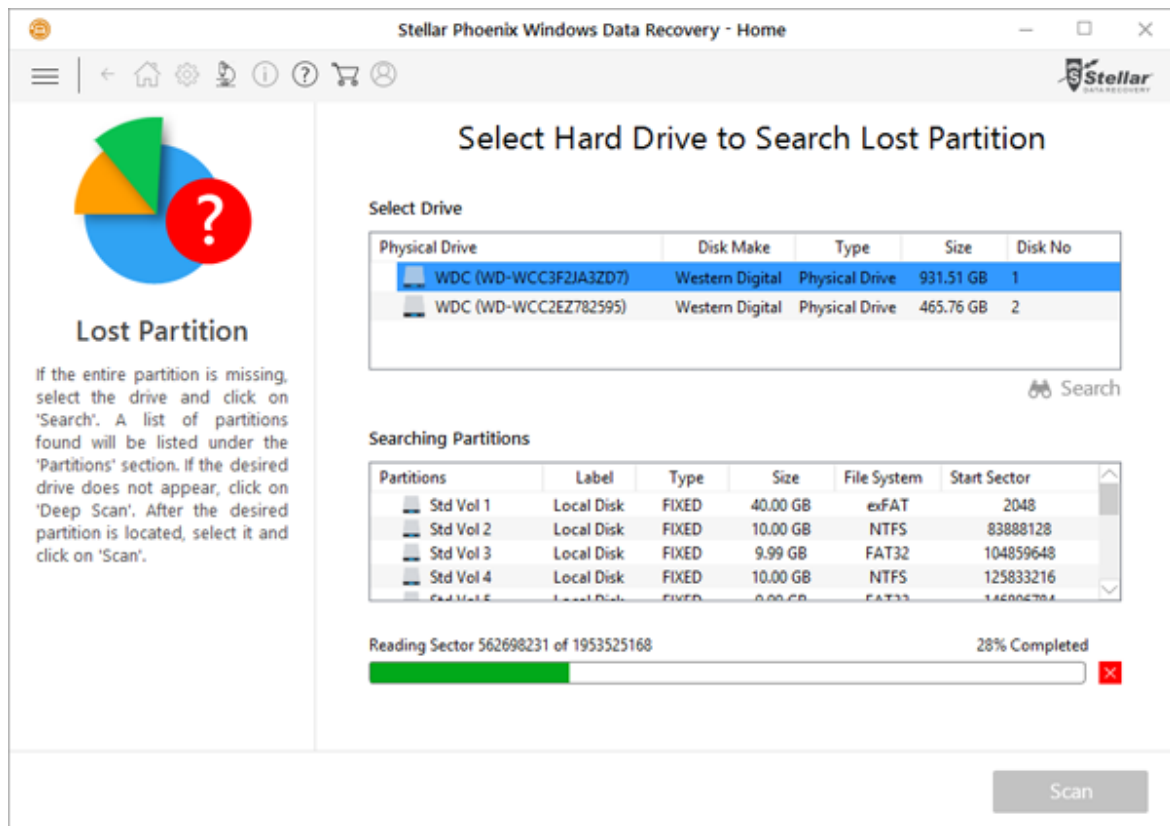 Stellar Phoenix Windows Data Recovery - Home
Stellar
DATA RECOVERY
?
Lost Partition
If the entire partition is missing,
select the drive and click on
'Search'. A list of partitions
found will be listed under the
'Partitions' section. If the desired
drive does not appear, click on
'Deep Scan'. After the desired
partition is located, select it and
click on 'Scan'.
Select Hard Drive to Search Lost Partition
Select Drive
Physical Drive Disk Make Type Size Disk No
WDC (WD-WCC3F2JA3ZD7) Western Digital Physical Drive 931.51 GB 1
WDC (WD-WCC2EZ782595) Western Digital Physical Drive 465.76 GB 2
Search
Searching Partitions
Partitions Label Type Size File System Start Sector
Std Vol 1 Local Disk FIXED 40.00 GB exFAT 2048
Std Vol 2 Local Disk FIXED 10.00 GB NTFS 83888128
Std Vol 3 Local Disk FIXED 9.99 GB FAT32 104859648
Std Vol 4 Local Disk FIXED 10.00 GB NTFS 125833216
Std Vol 5 Local Disk FIXED FAT32
Reading Sector 562698231 of 1953525168 28% Completed
Scan